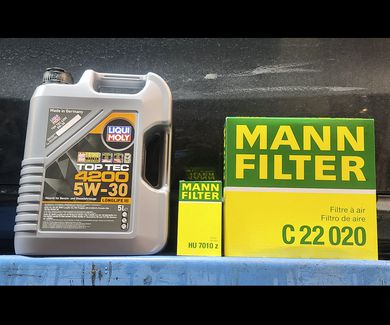 Made in Germany
LIQUI
MOLY
TOP TEC
4200
5W-30
LONGLIFE III
5L
MANN
FILTER
HU 7010 z
MANN
FILTER
Filtre à air
Filtro de aire
C 22 020